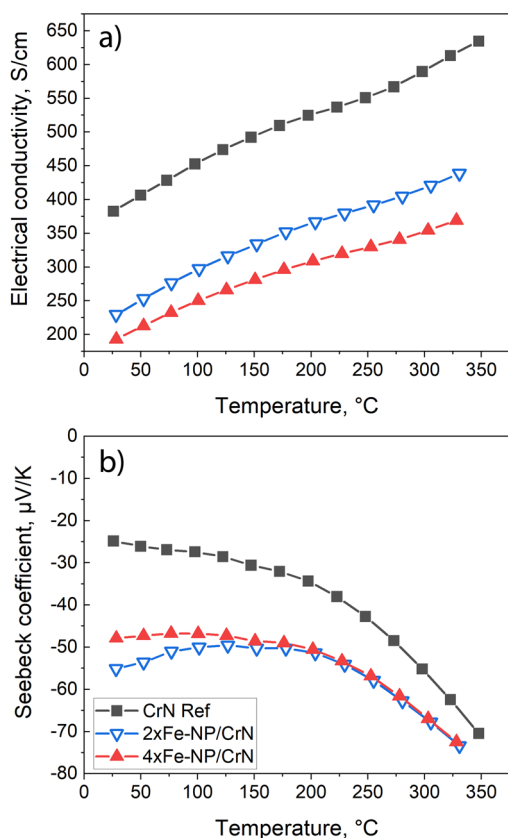 a)
Electrical conductivity, S/cm
650
600
550
500
450
400
350
300
250
200
0 50 100 150 200 250 300 350
Temperature, °C
b)
Seebeck coefficient, µV/K
0
-10
-20
-30
-40
-50
-60
-70
-80
CrN Ref
2xFe-NP/CrN
4xFe-NP/CrN
0 50 100 150 200 250 300 350
Temperature, °C